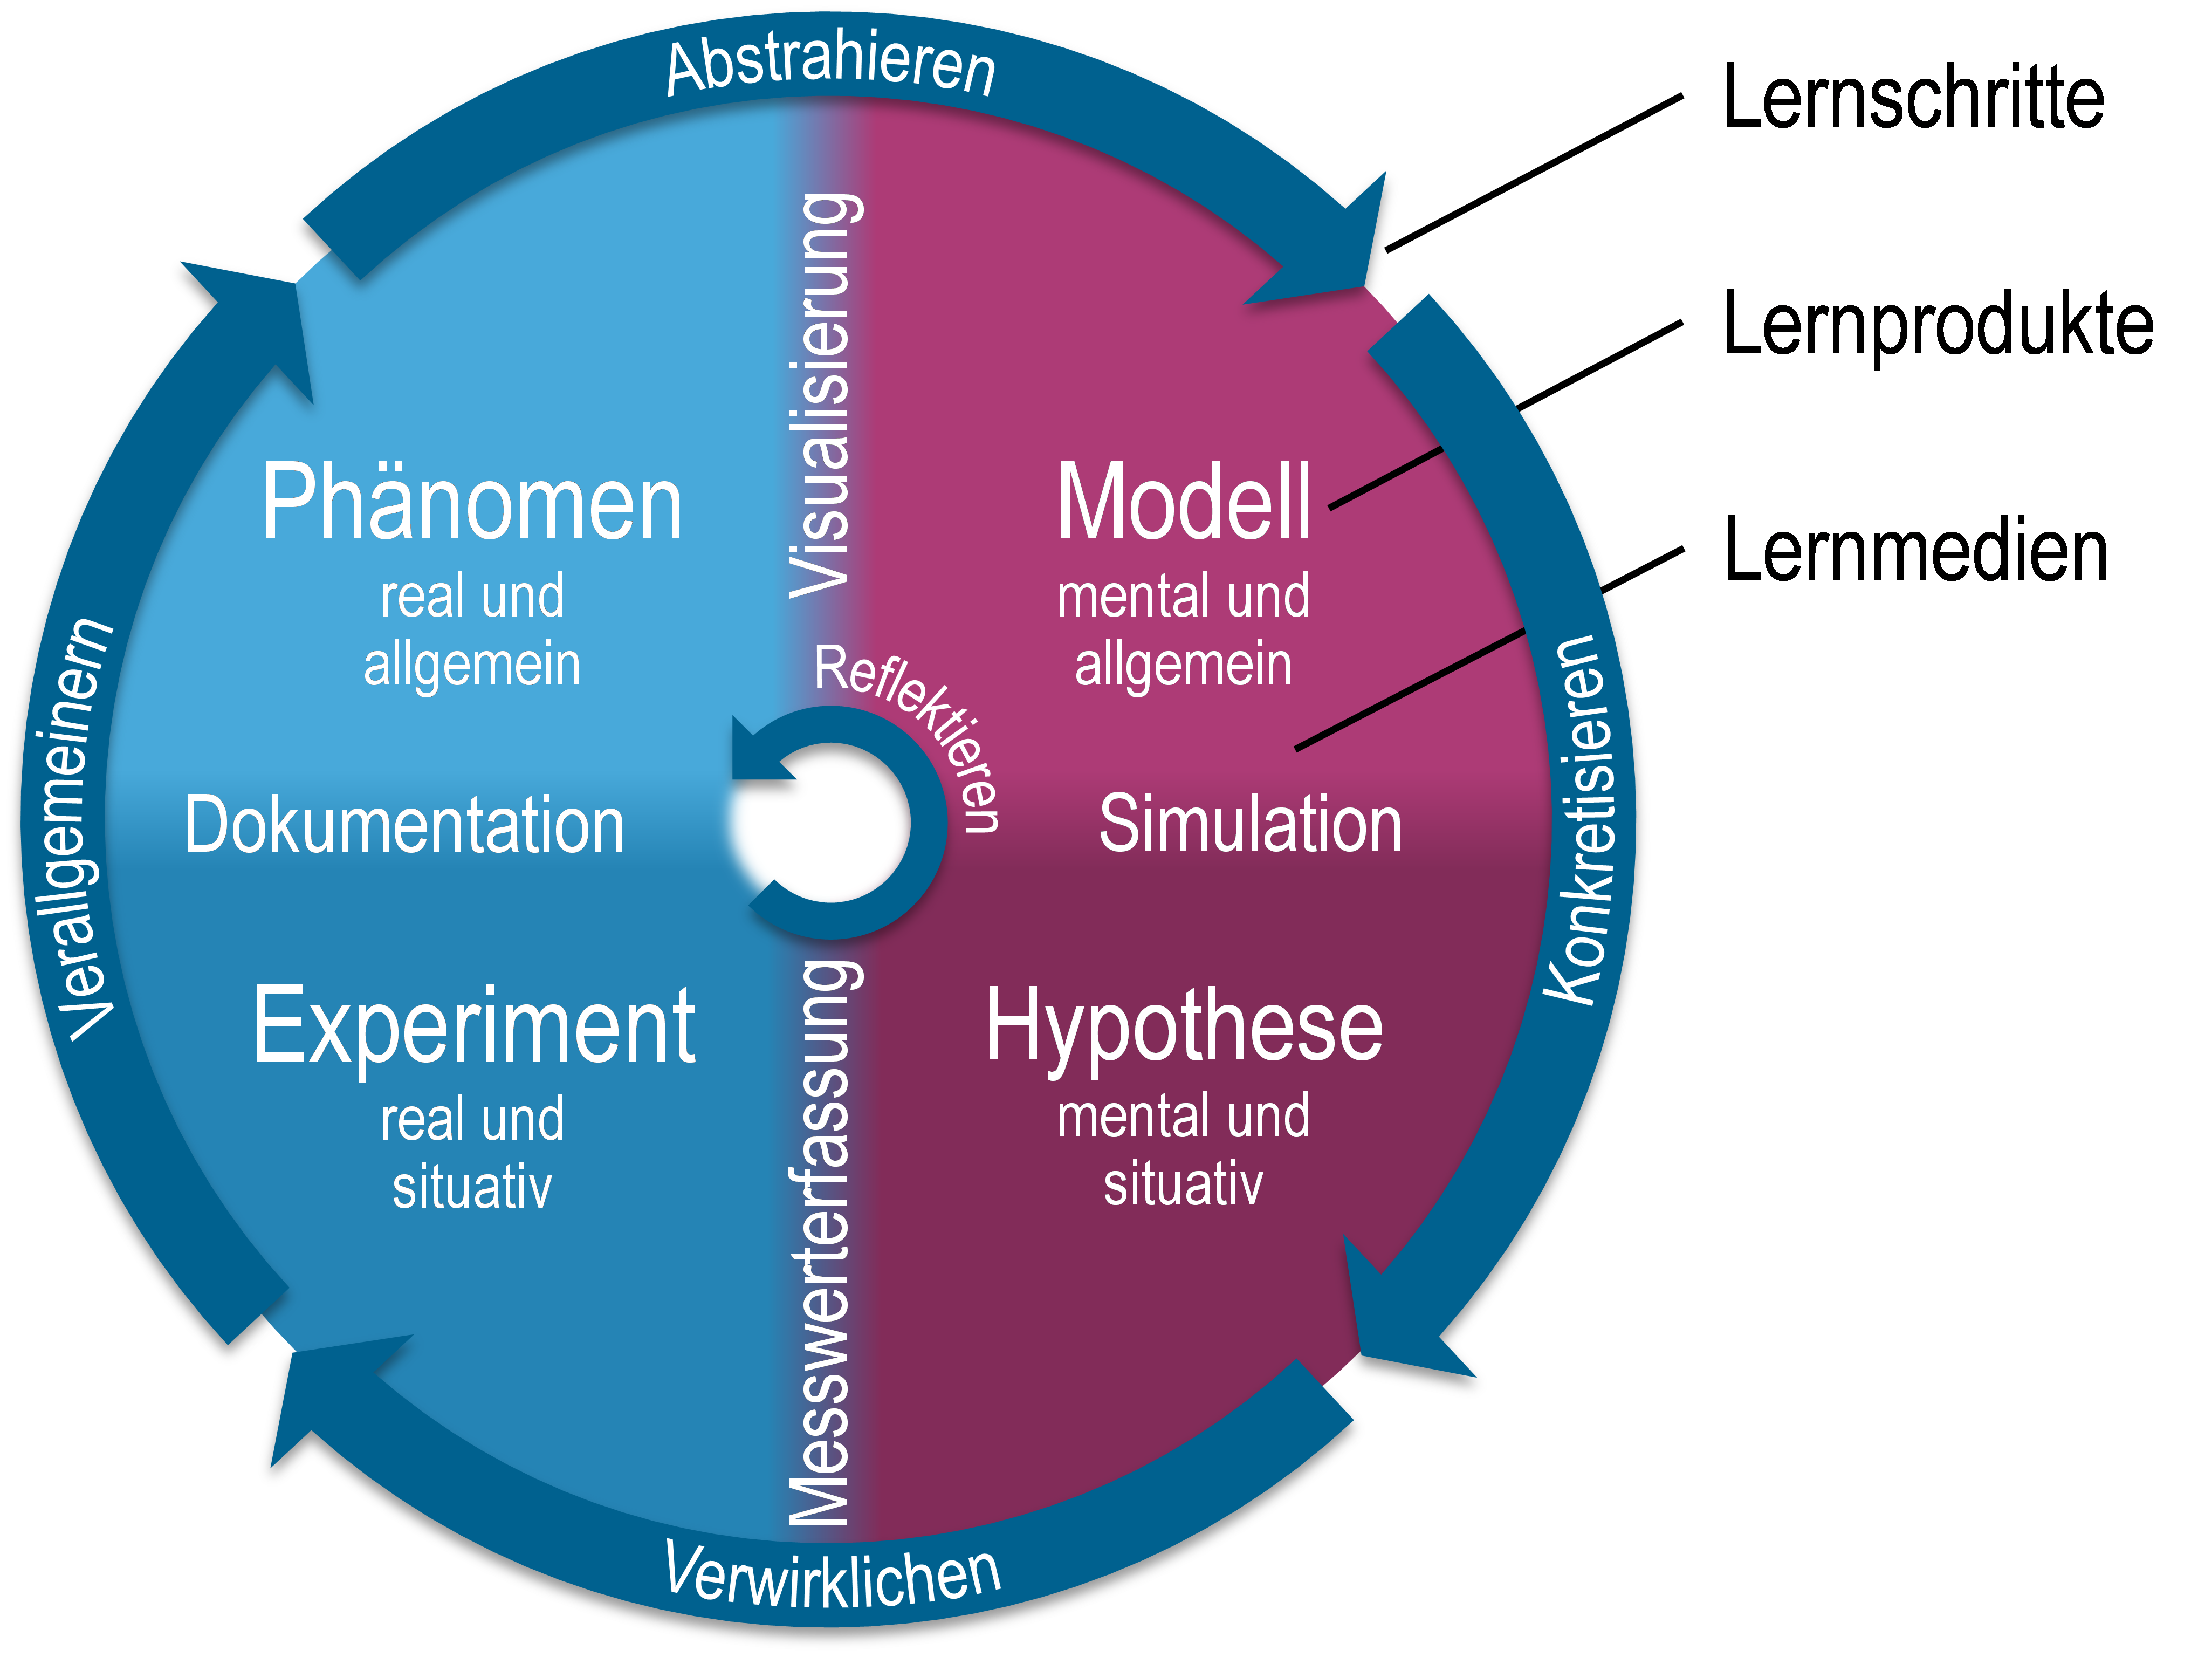 Abstrahieren
Lernschritte
Lernprodukte
Lernmedien
Visualisierung
Phänomen
real und
allgemein
Modell
mental und
allgemein
Reflektieren
Verallgemeinern
Dokumentation
Simulation
Konkretisieren
Experiment
real und
situativ
Messwerterfassung
Hypothese
mental und
situativ
Verwirklichen